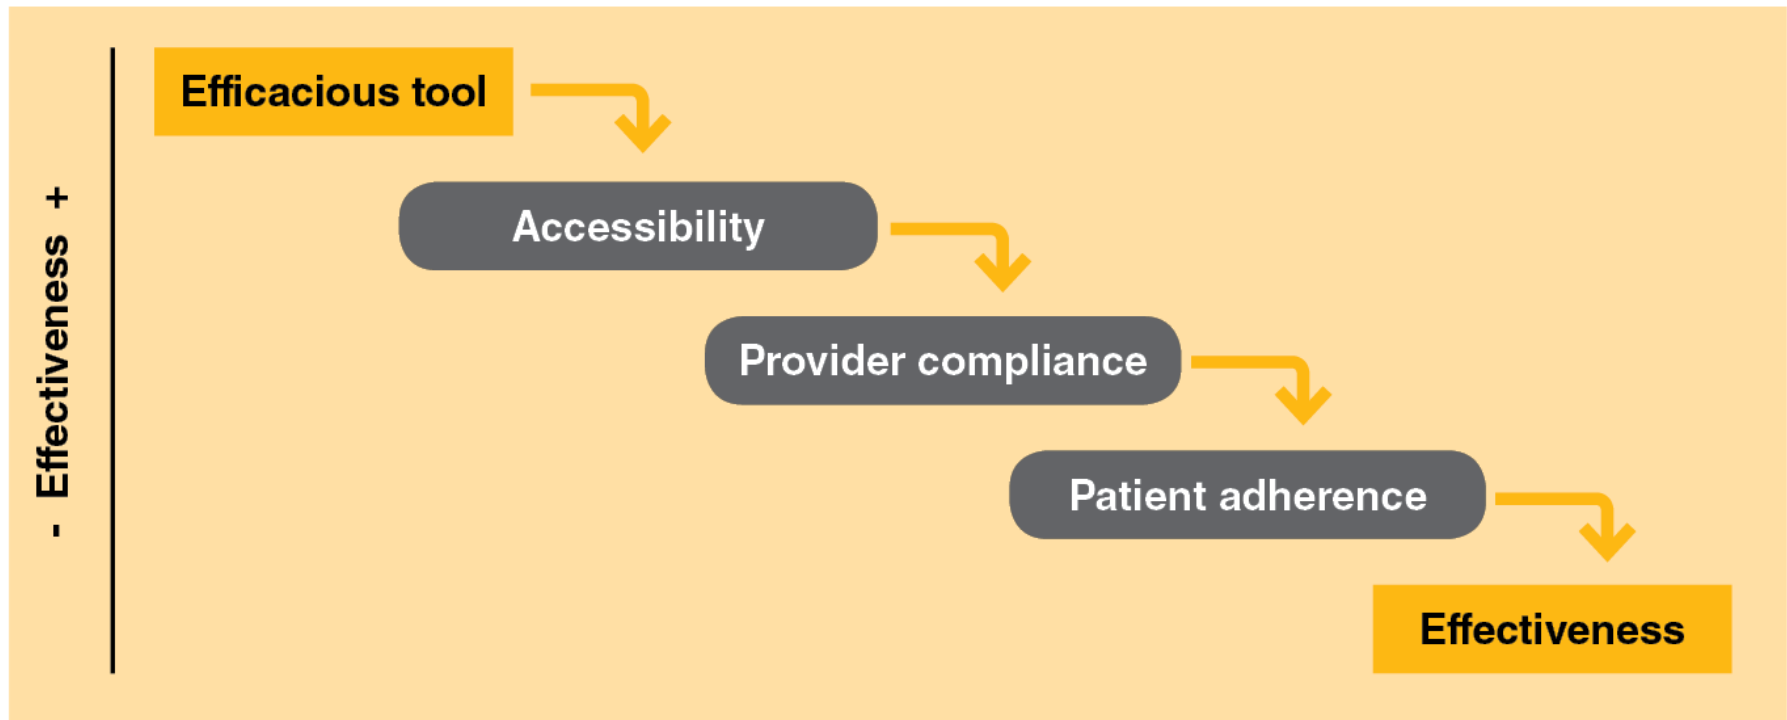 Efficacious tool
Accessibility
Provider compliance
Patient adherence
Effectiveness
- Effectiveness +